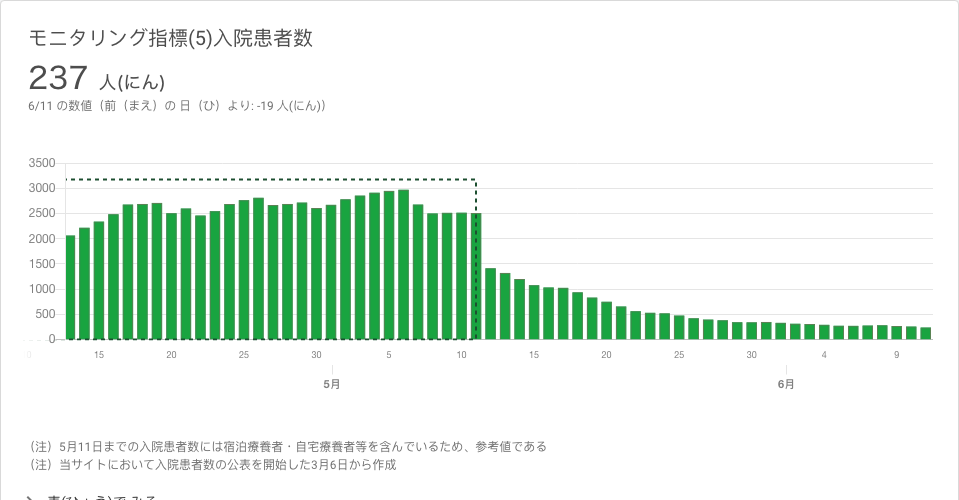 モニタリング指標(5)入院患者数
237 人(にん)
6/11 の数値（前（まえ）の 日（ひ）より: -19 人(にん)）
3500
3000
2500
2000
1500
1000
500
0
0 15 20 25 30 5 10 15 20 25 30 4 9
5月 6月
（注）5月11日までの入院患者数には宿泊療養者・自宅療養者等を含んでいるため、参考値である
（注）当サイトにおいて入院患者数の公表を開始した3月6日から作成